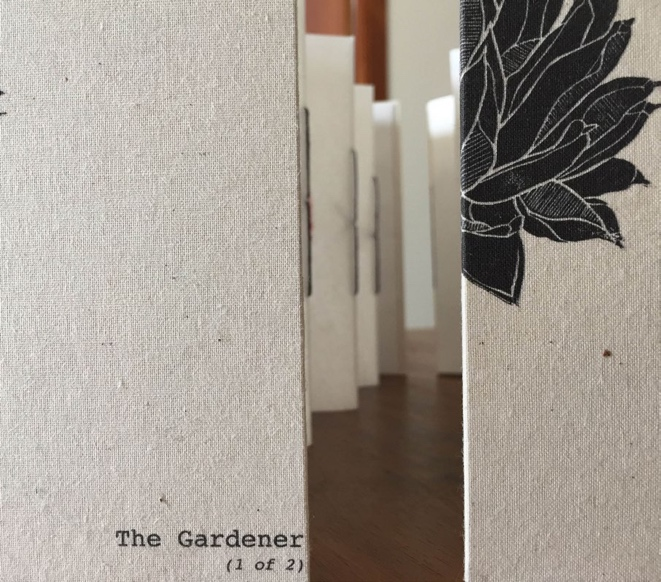 The Gardener
(1 of 2)